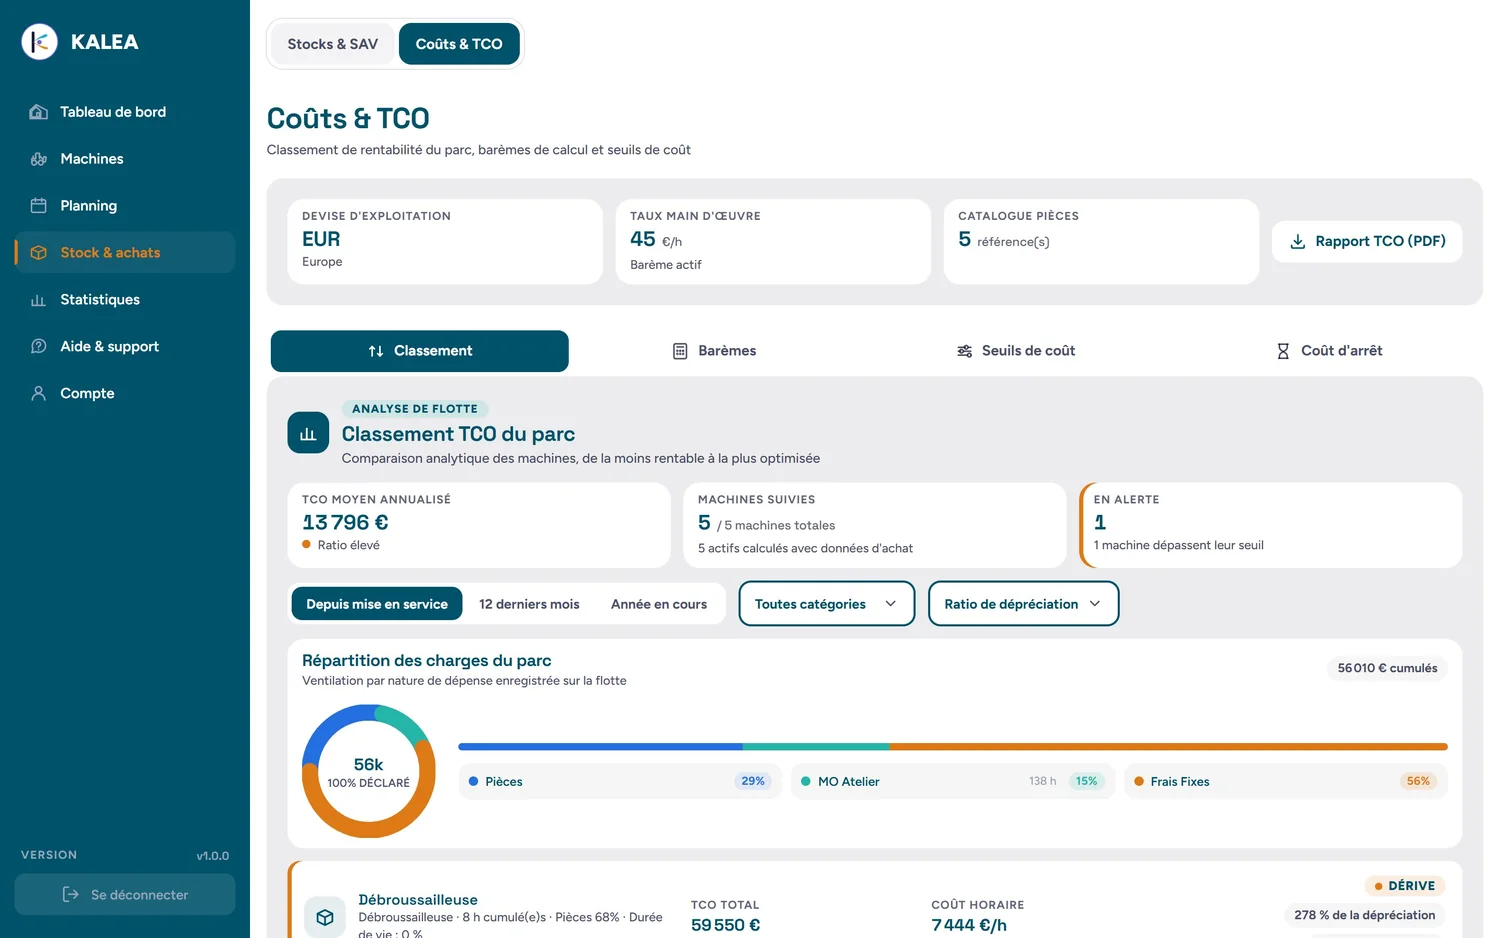 KALEA
Tableau de bord
Machines
Planning
Stock & achats
Statistiques
Aide & support
Compte
VERSION
v1.0.0
Se déconnecter
Stocks & SAV
Coûts & TCO
Coûts & TCO
Classement de rentabilité du parc, barèmes de calcul et seuils de coût
DEVISE D'EXPLOITATION
EUR
Europe
TAUX MAIN D'ŒUVRE
45 €/h
Barème actif
CATALOGUE PIÈCES
5 référence(s)
Rapport TCO (PDF)
Classement
Barèmes
Seuils de coût
Coût d'arrêt
ANALYSE DE FLOTTE
Classement TCO du parc
Comparaison analytique des machines, de la moins rentable à la plus optimisée
TCO MOYEN ANNUALISÉ
13 796 €
Ratio élevé
MACHINES SUIVIES
5 / 5 machines totales
5 actifs calculés avec données d'achat
EN ALERTE
1
1 machine dépassent leur seuil
Depuis mise en service
12 derniers mois
Année en cours
Toutes catégories
Ratio de dépréciation
Répartition des charges du parc
Ventilation par nature de dépense enregistrée sur la flotte
56 010 € cumulés
56k
100% DÉCLARÉ
Pièces
29%
MO Atelier
138 h
15%
Frais Fixes
56%
Débroussailleuse
Débroussailleuse · 8 h cumulé(e)s · Pièces 68% · Durée
de vie : 0 %
TCO TOTAL
59 550 €
COÛT HORAIRE
7 444 €/h
DÉRIVE
278 % de la dépréciation